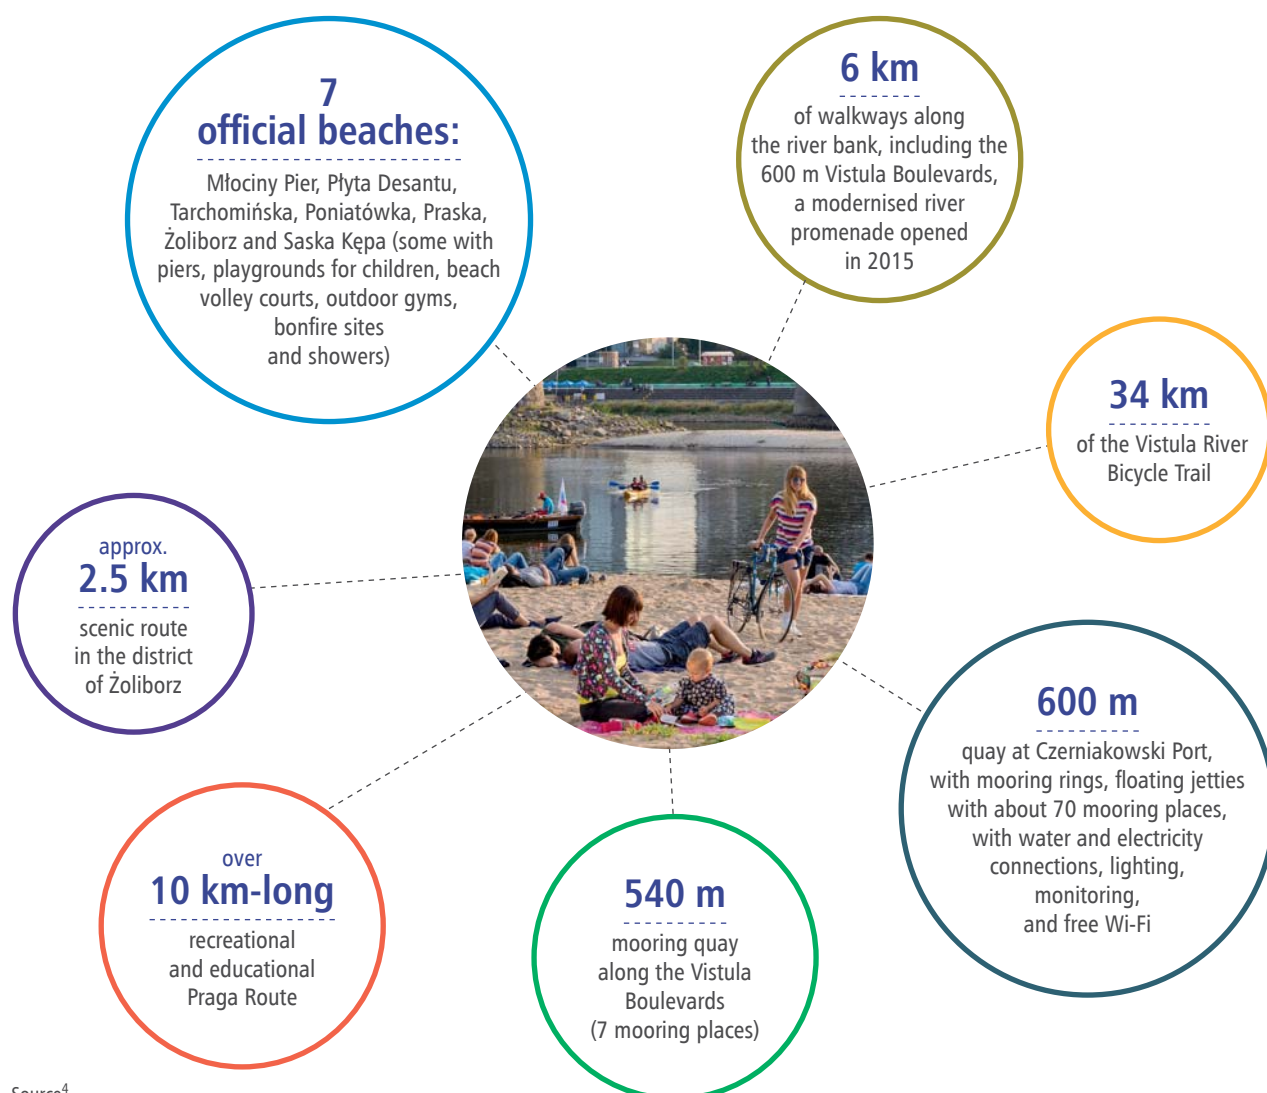 7
official beaches:
Młociny Pier, Płyta Desantu,
Tarchomińska, Poniatówka, Praska,
Żoliborz and Saska Kępa (some with
piers, playgrounds for children, beach
volley courts, outdoor gyms,
bonfire sites
and showers)
6 km
of walkways along
the river bank, including the
600 m Vistula Boulevards,
a modernised river
promenade opened
in 2015
34 km
of the Vistula River
Bicycle Trail
approx.
2.5 km
scenic route
in the district
of Żoliborz
600 m
quay at Czerniakowski Port,
with mooring rings, floating jetties
with about 70 mooring places,
with water and electricity
connections, lighting,
monitoring,
and free Wi-Fi
over
10 km-long
recreational
and educational
Praga Route
540 m
mooring quay
along the Vistula
Boulevards
(7 mooring places)
Source4